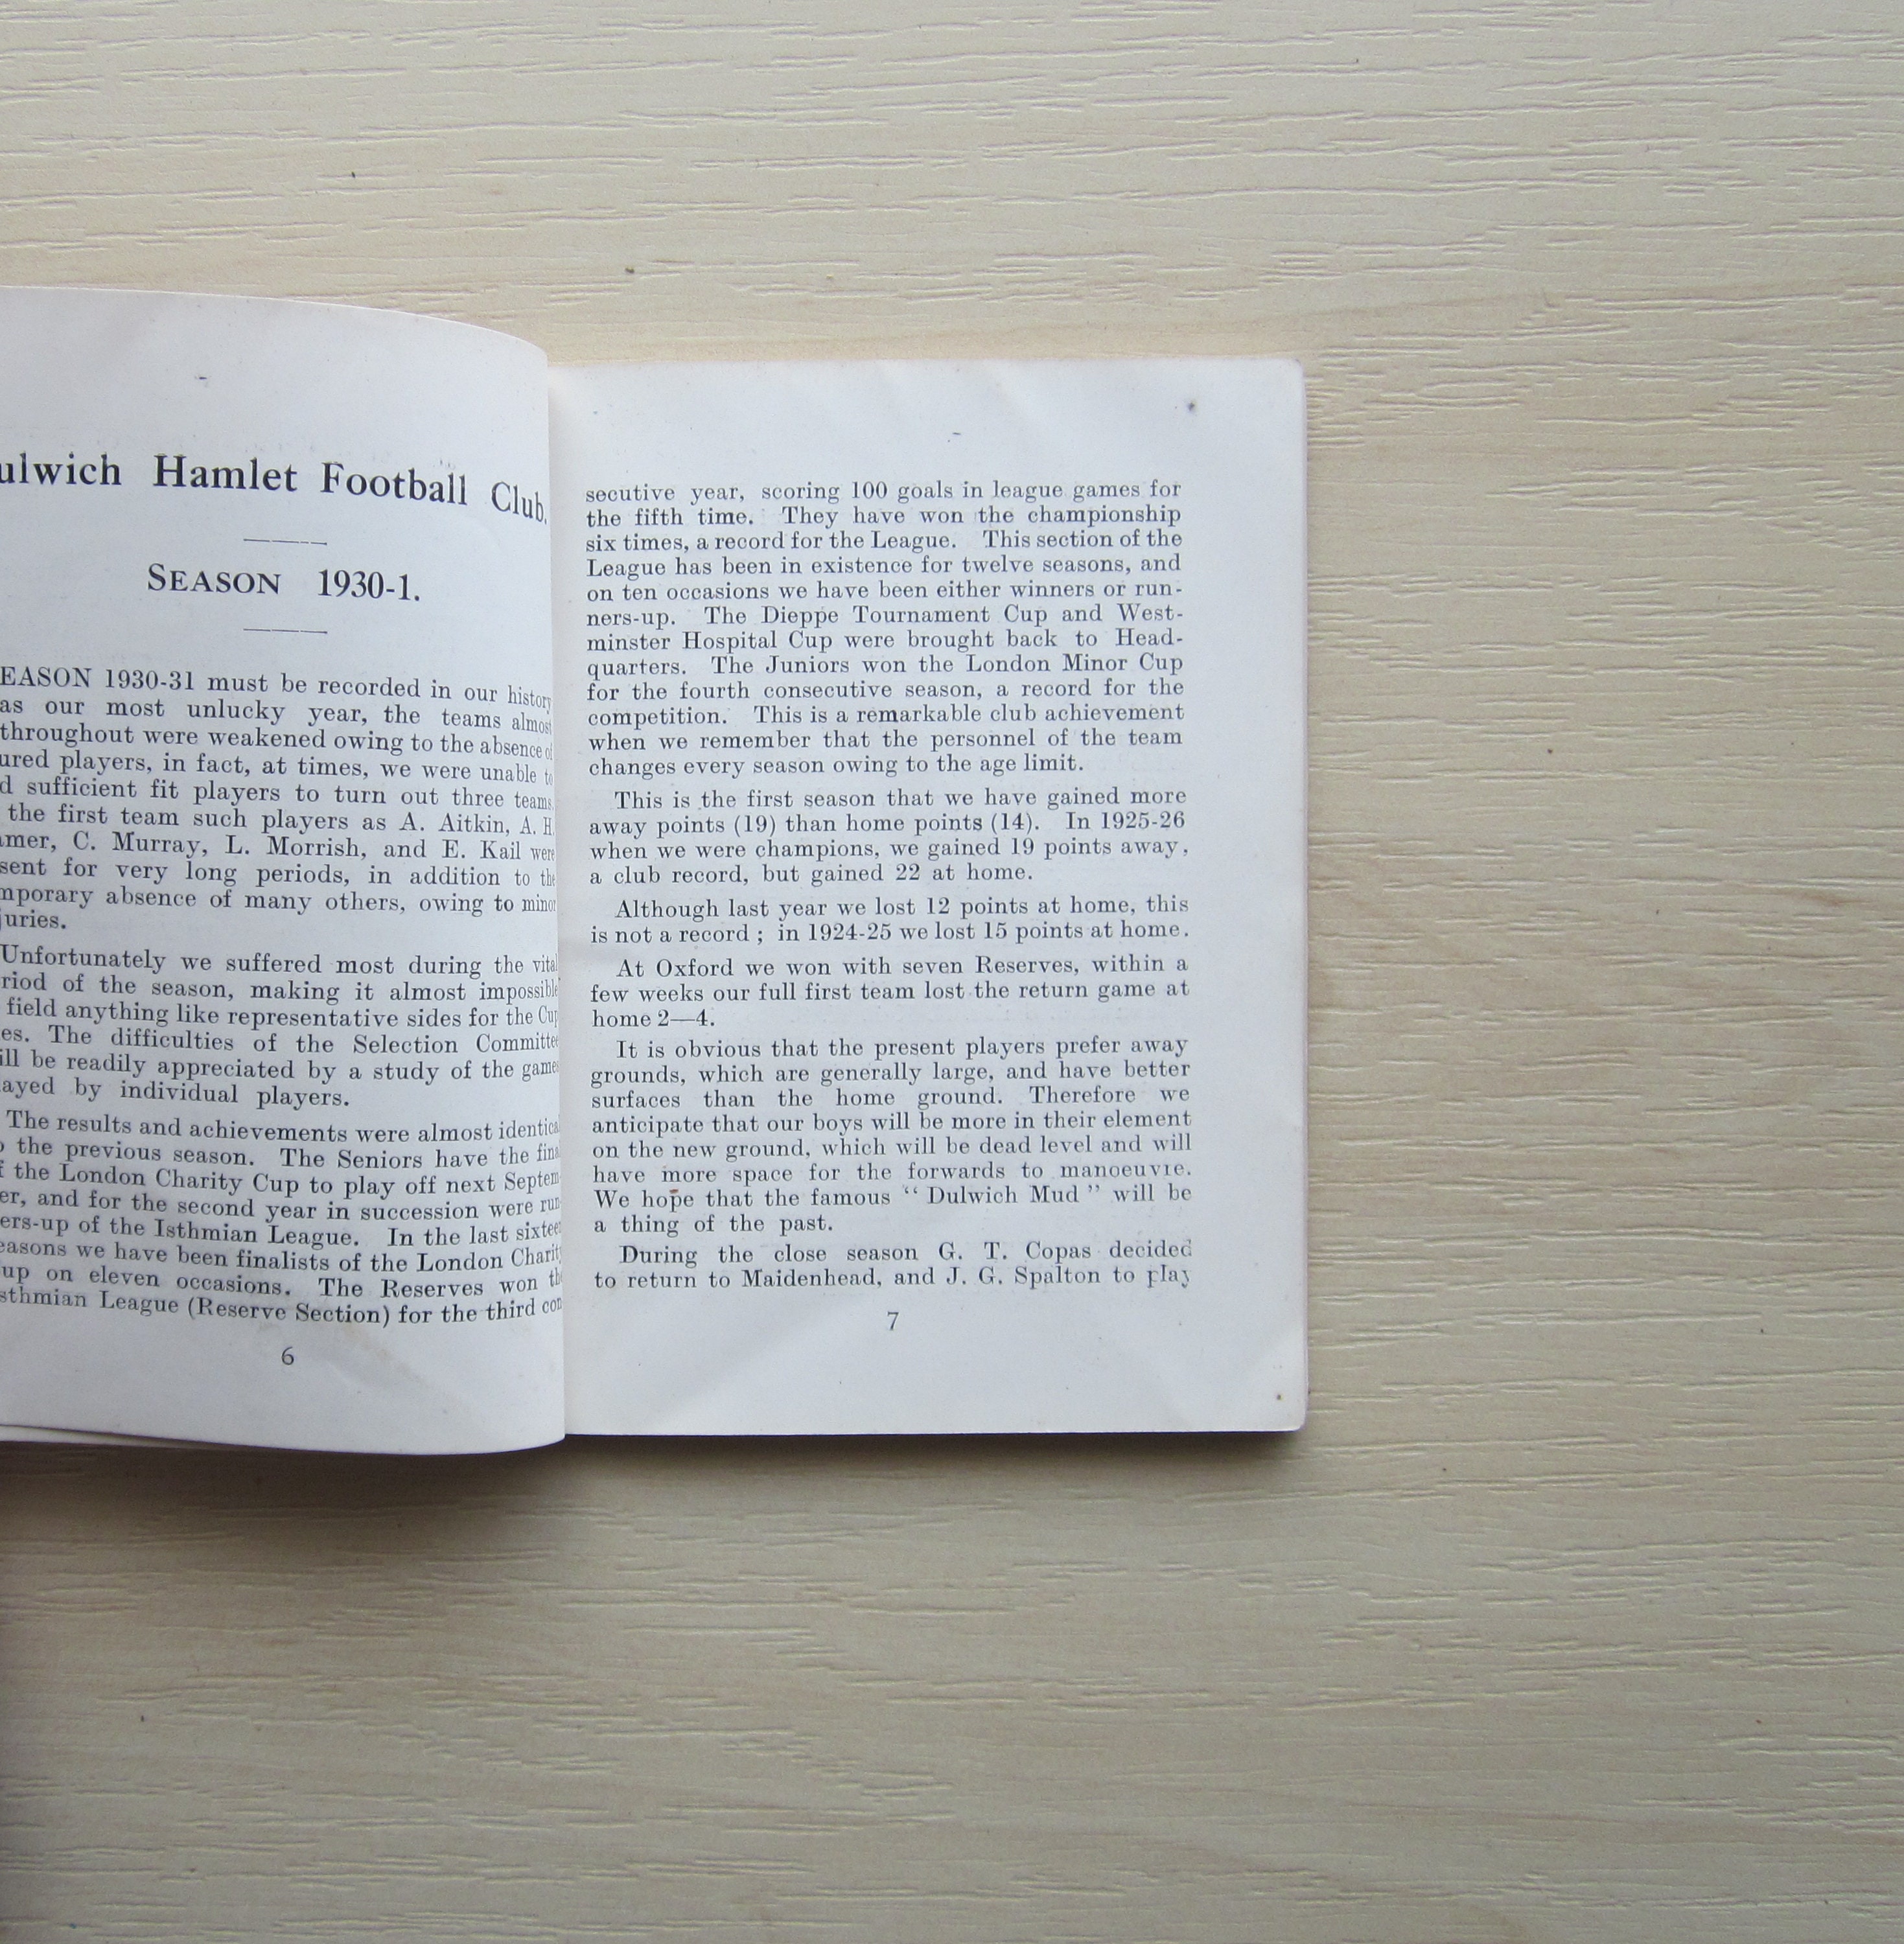 ulwich Hamlet Football Club.
SEASON 1930-1.
EASON 1930-31 must be recorded in our history
as our most unlucky year, the teams almost
throughout were weakened owing to the absence of
ured players, in fact, at times, we were unable to
d sufficient fit players to turn out three teams.
the first team such players as A. Aitkin, A. H.
mer, C. Murray, L. Morrish, and E. Kail were
sent for very long periods, in addition to the
mporary absence of many others, owing to minor
juries.
Unfortunately we suffered most during the vital
riod of the season, making it almost impossible
field anything like representative sides for the Cup
es. The difficulties of the Selection Committee
ill be readily appreciated by a study of the games
ayed by individual players.
The results and achievements were almost identical
o the previous season. The Seniors have the final
f the London Charity Cup to play off next Septem-
er, and for the second year in succession were run-
ers-up of the Isthmian League. In the last sixteen
easons we have been finalists of the London Charity
up on eleven occasions. The Reserves won the
sthmian League (Reserve Section) for the third con-
6
secutive year, scoring 100 goals in league games for
the fifth time. They have won the championship
six times, a record for the League. This section of the
League has been in existence for twelve seasons, and
on ten occasions we have been either winners or run-
ners-up. The Dieppe Tournament Cup and West-
minster Hospital Cup were brought back to Head-
quarters. The Juniors won the London Minor Cup
for the fourth consecutive season, a record for the
competition. This is a remarkable club achievement
when we remember that the personnel of the team
changes every season owing to the age limit.
This is the first season that we have gained more
away points (19) than home points (14). In 1925-26
when we were champions, we gained 19 points away,
a club record, but gained 22 at home.
Although last year we lost 12 points at home, this
is not a record ; in 1924-25 we lost 15 points at home.
At Oxford we won with seven Reserves, within a
few weeks our full first team lost the return game at
home 2—4.
It is obvious that the present players prefer away
grounds, which are generally large, and have better
surfaces than the home ground. Therefore we
anticipate that our boys will be more in their element
on the new ground, which will be dead level and will
have more space for the forwards to manoeuvre.
We hope that the famous “ Dulwich Mud ” will be
a thing of the past.
During the close season G. T. Copas decided
to return to Maidenhead, and J. G. Spalton to play
7